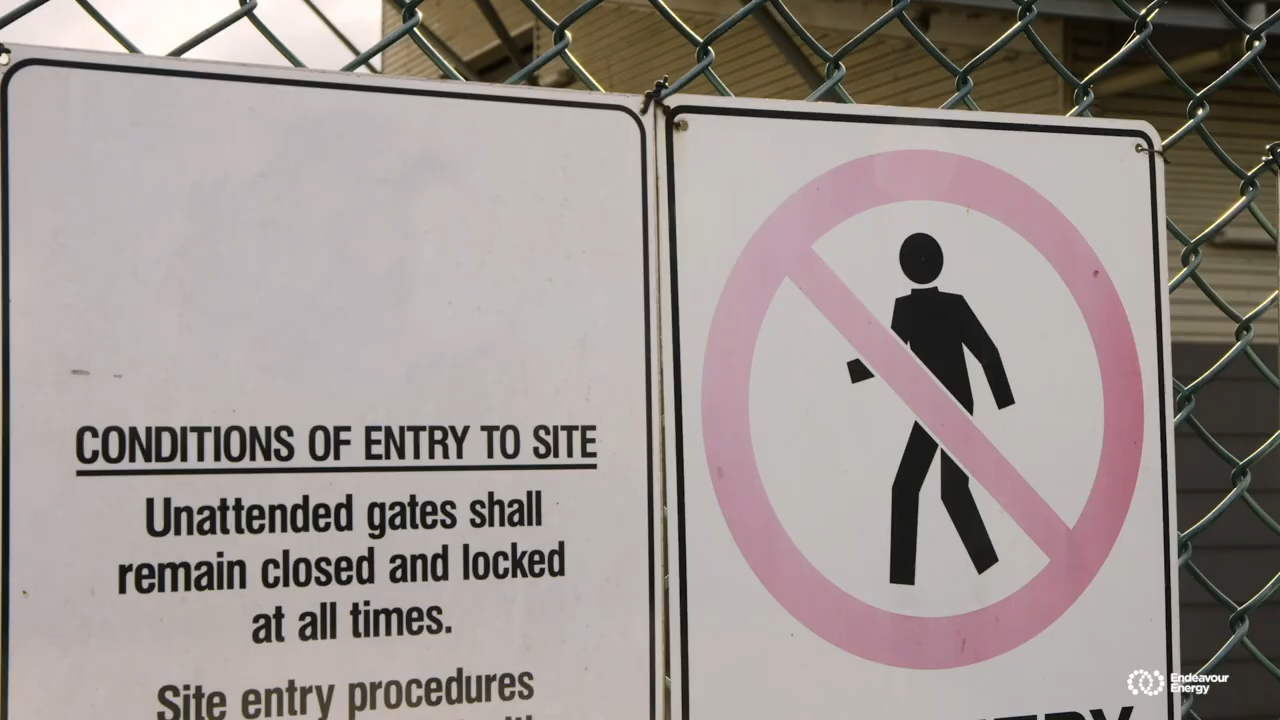 CONDITIONS OF ENTRY TO SITE
Unattended gates shall
remain closed and locked
at all times.
Site entry procedures
Endeavour
Energy